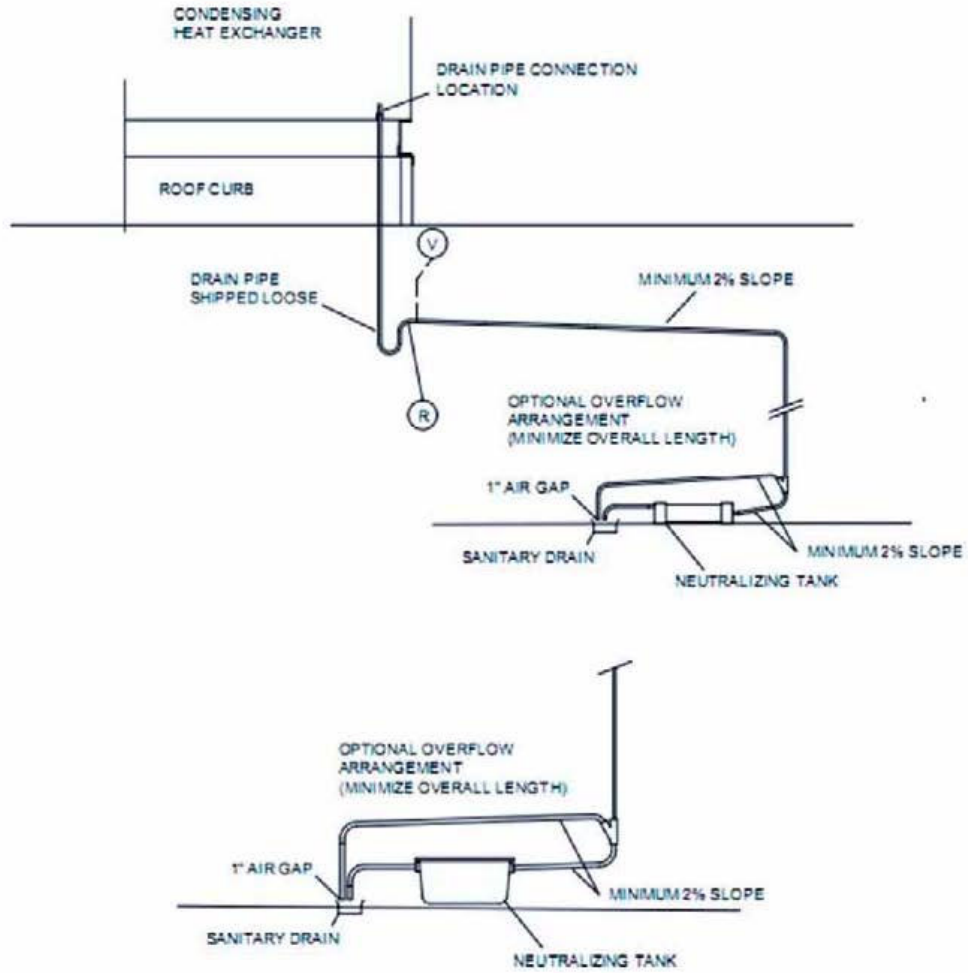 CONDENSING
HEAT EXCHANGER
DRAIN PIPE CONNECTION
LOCATION
ROOF CURB
V
DRAIN PIPE
SHIPPED LOOSE
MINIMUM 2% SLOPE
R
OPTIONAL OVERFLOW
ARRANGEMENT
(MINIMIZE OVERALL LENGTH)
1" AIR GAP
SANITARY DRAIN
MINIMUM 2% SLOPE
NEUTRALIZING TANK
OPTIONAL OVERFLOW
ARRANGEMENT
(MINIMIZE OVERALL LENGTH)
1" AIR GAP
MINIMUM 2% SLOPE
SANITARY DRAIN
NEUTRALIZING TANK